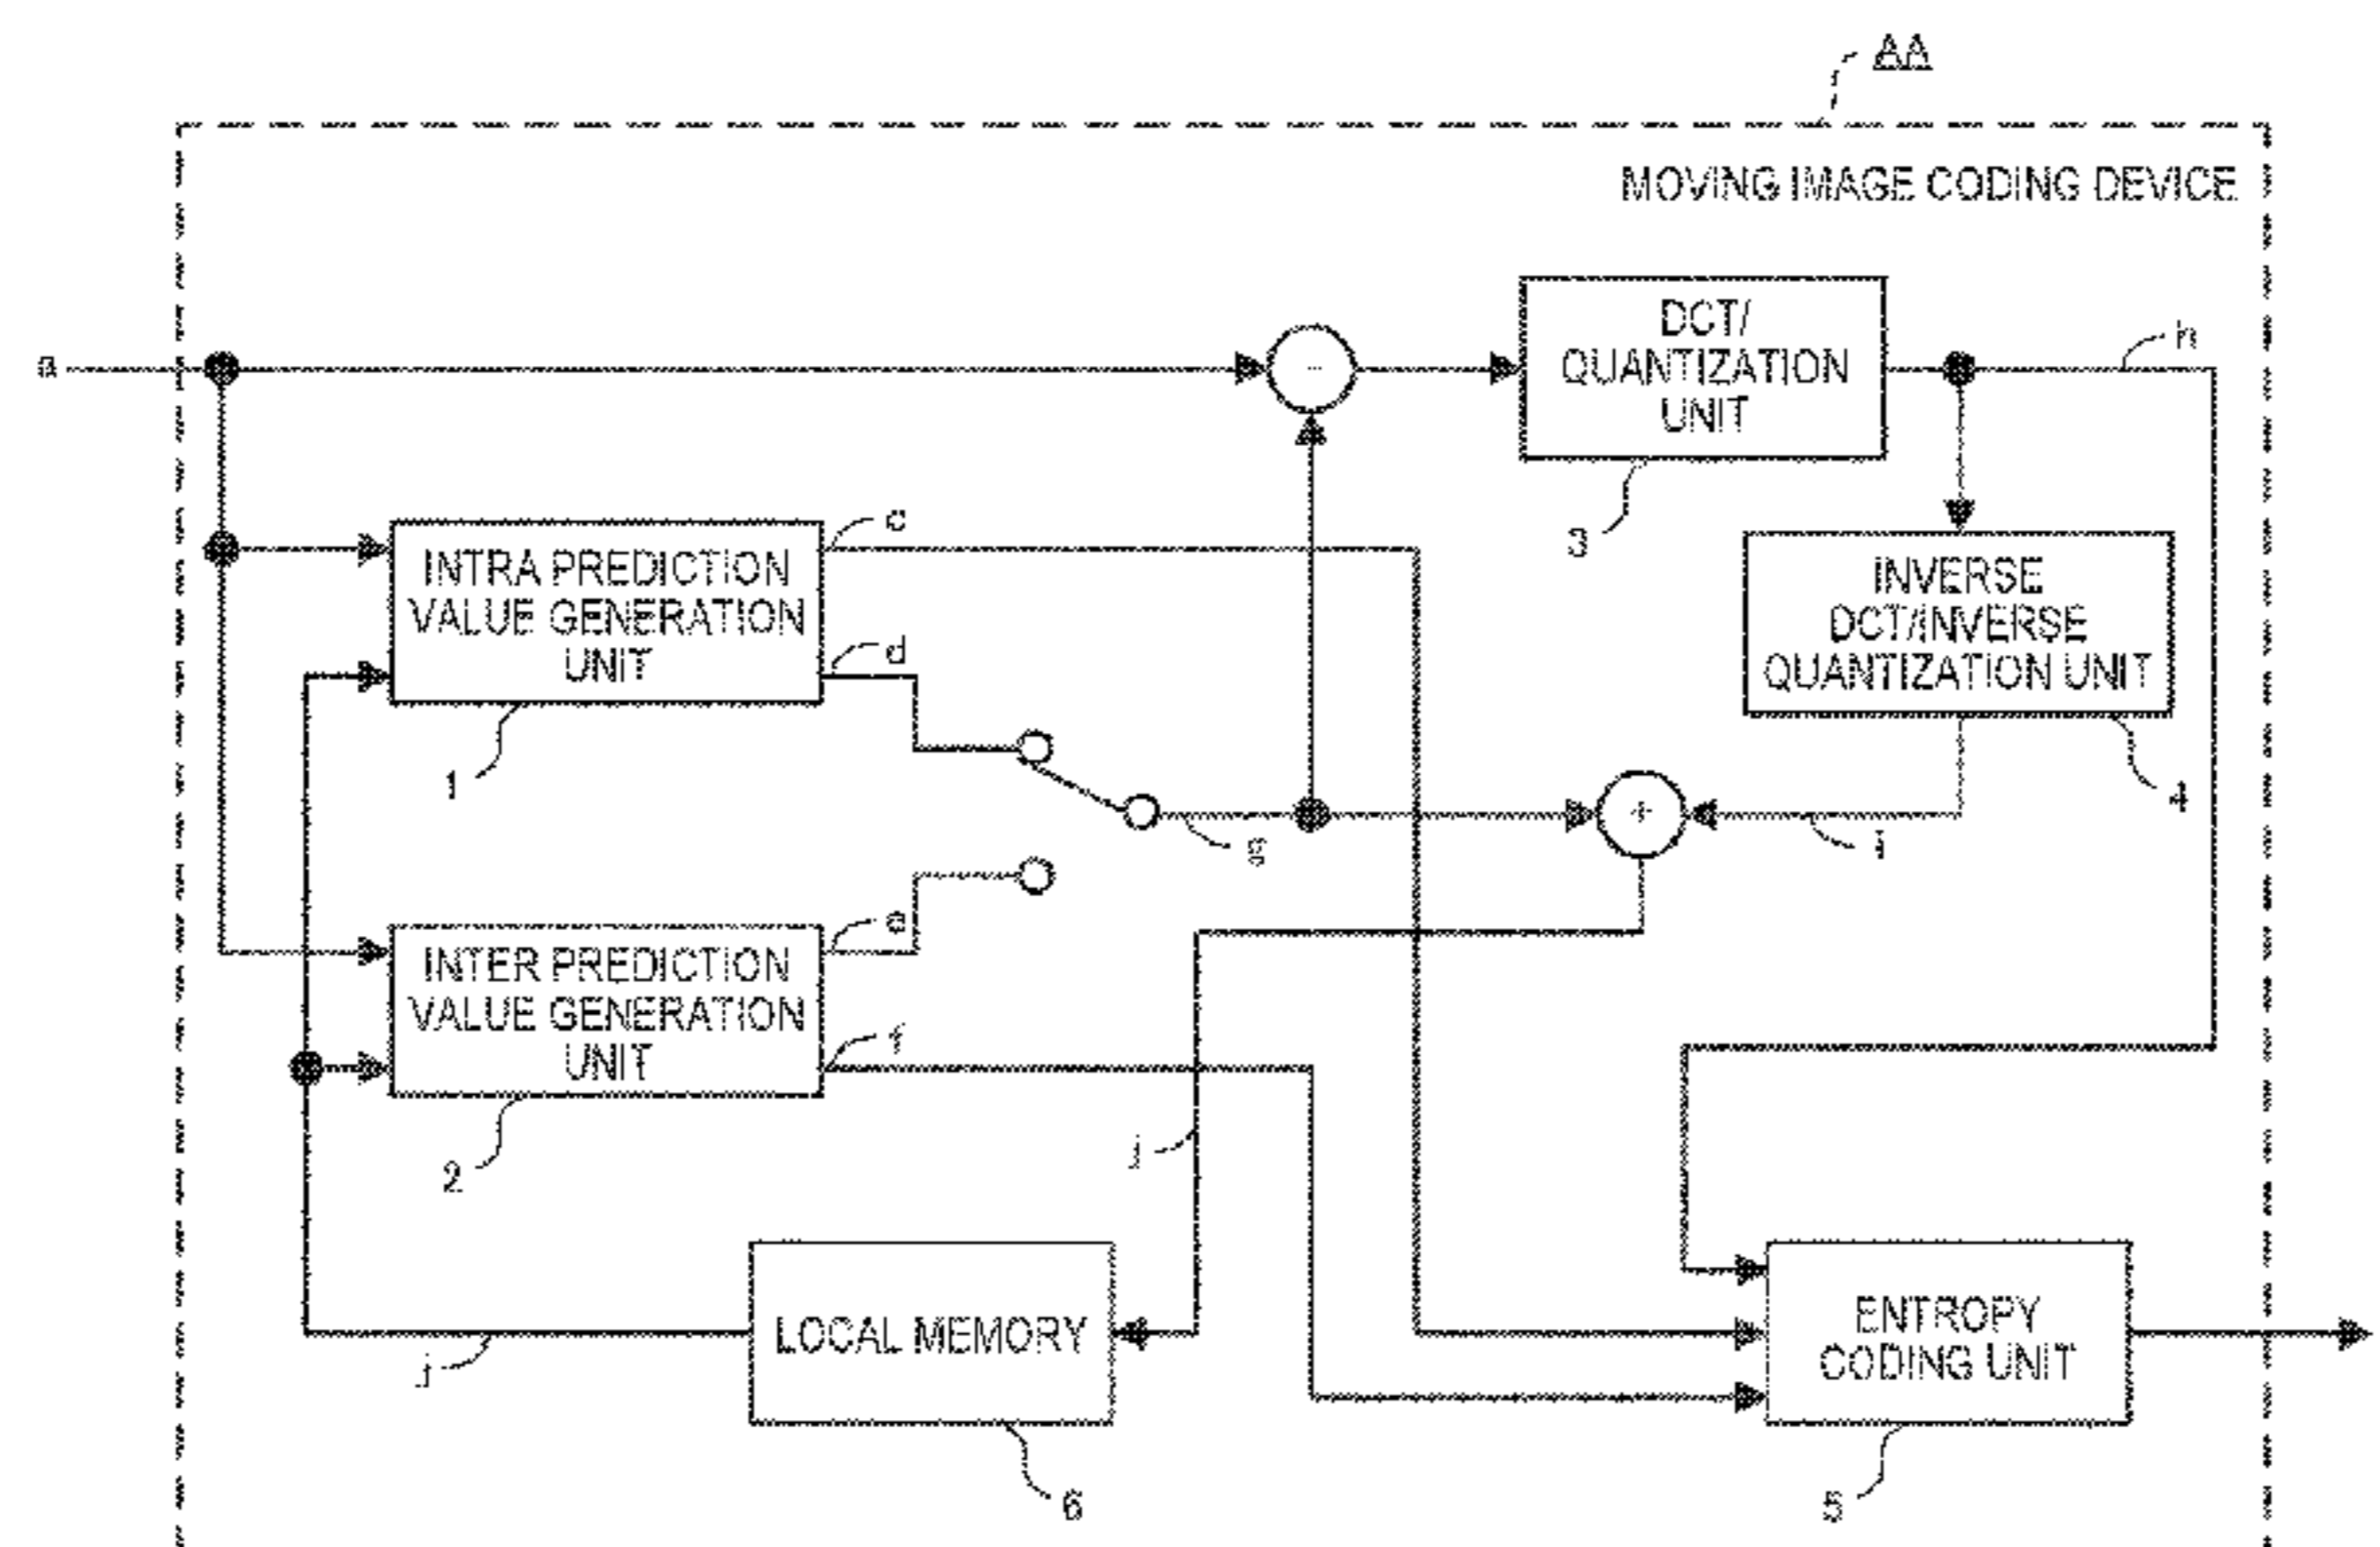 AA
MOVING IMAGE CODING DEVICE
a
DCT/
QUANTIZATION
UNIT
h
3
c
INTRA PREDICTION
VALUE GENERATION
UNIT
d
1
INVERSE
DCT/INVERSE
QUANTIZATION UNIT
4
-
+
g
i
e
INTER PREDICTION
VALUE GENERATION
UNIT
f
2
j
LOCAL MEMORY
j
6
ENTROPY
CODING UNIT
5